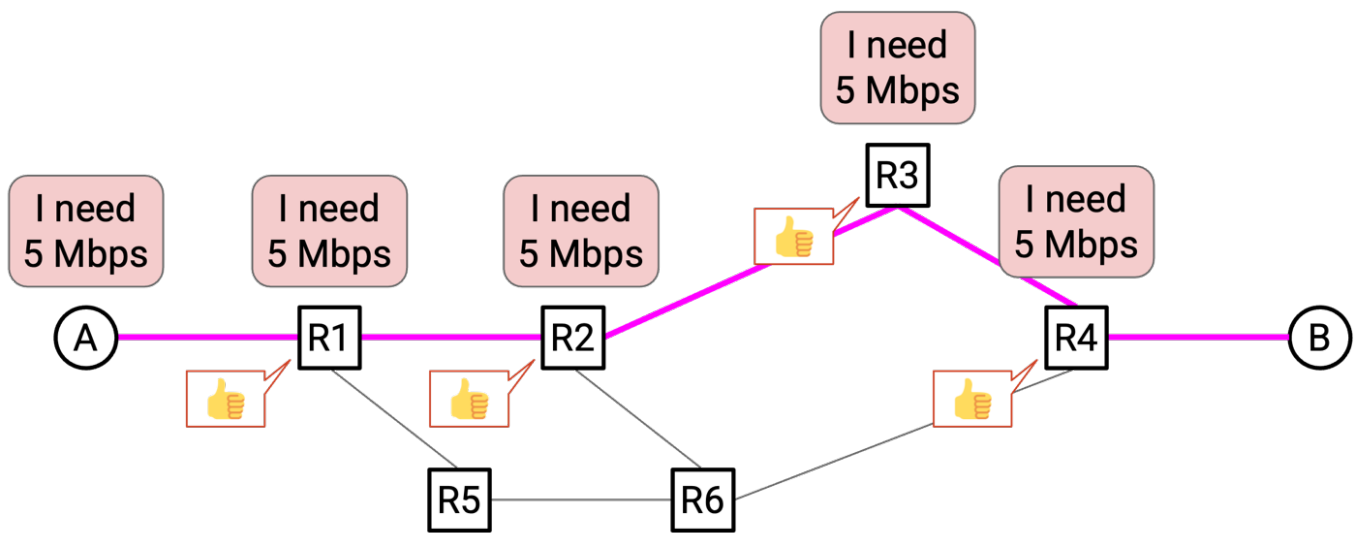 I need
5 Mbps
R3
I need
5 Mbps
I need
5 Mbps
I need
5 Mbps
I need
5 Mbps
A
R1
R2
R4
B
R5
R6